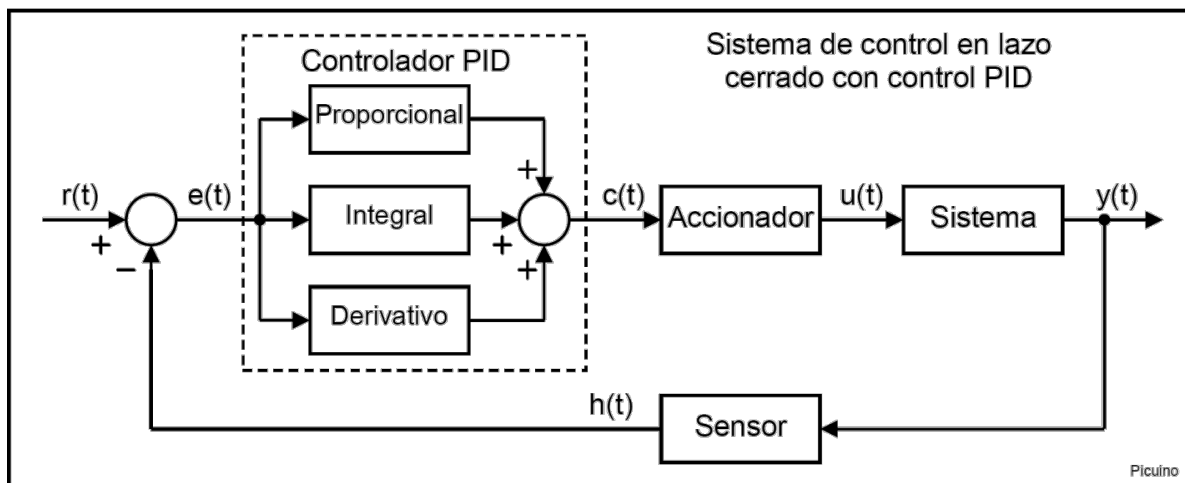 Sistema de control en lazo
cerrado con control PID
Controlador PID
Proporcional
Integral
Derivativo
r(t)
+
−
e(t)
+
+
+
c(t)
Accionador
u(t)
Sistema
y(t)
h(t)
Sensor
Picuino